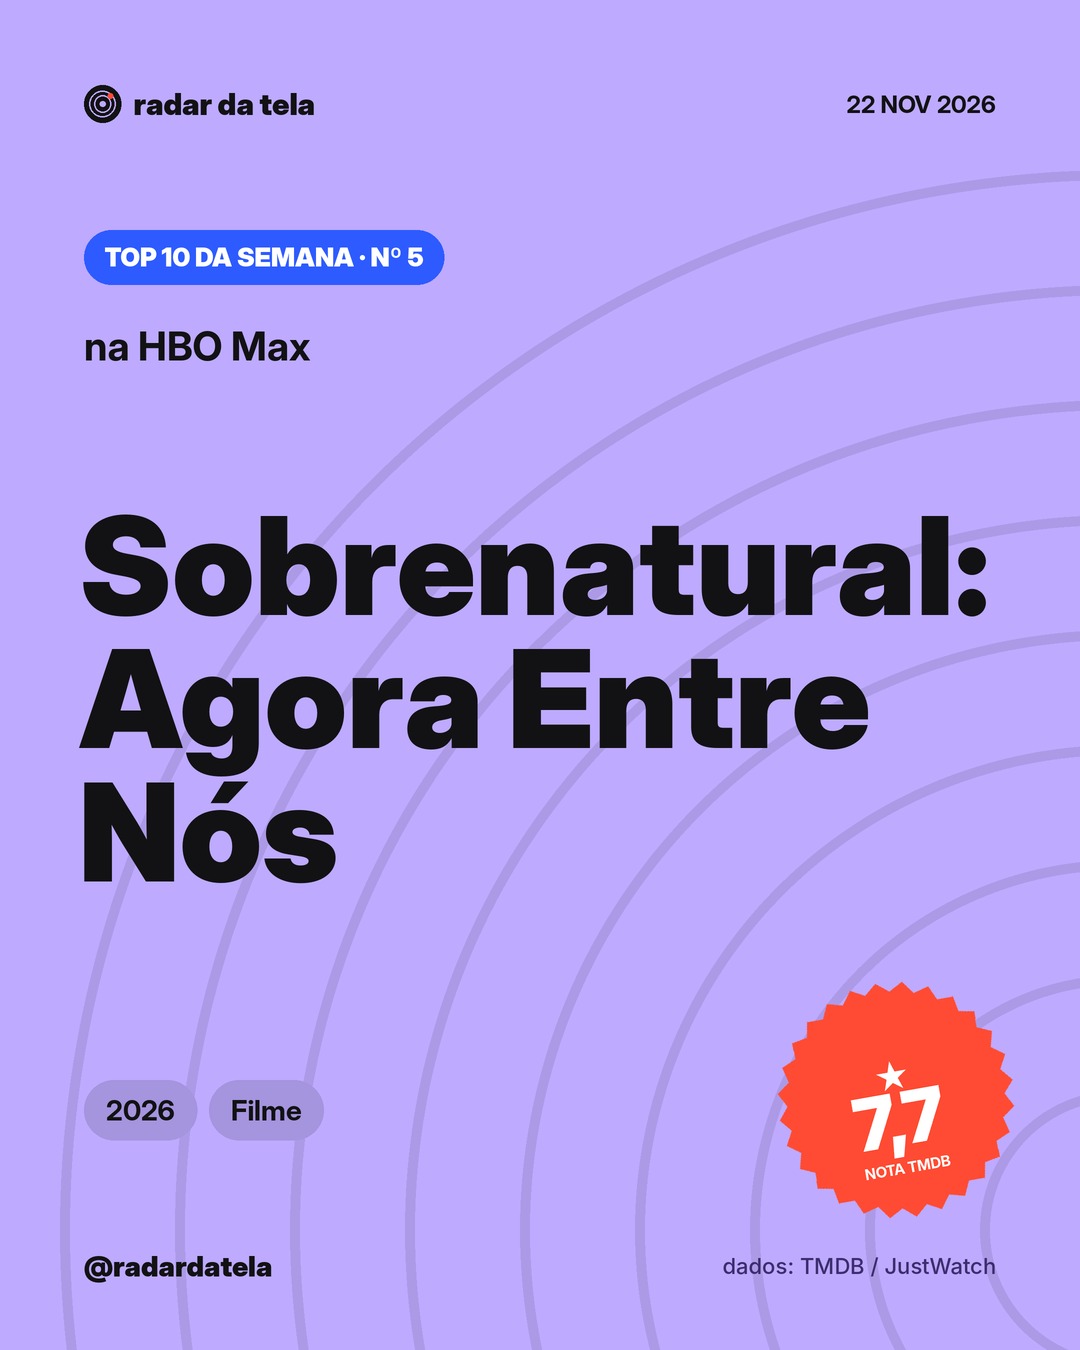 radar da tela
22 NOV 2026
TOP 10 DA SEMANA · Nº 5
na HBO Max
Sobrenatural:
Agora Entre
Nós
2026
Filme
★
7,7
NOTA TMDB
@radardatela
dados: TMDB / JustWatch